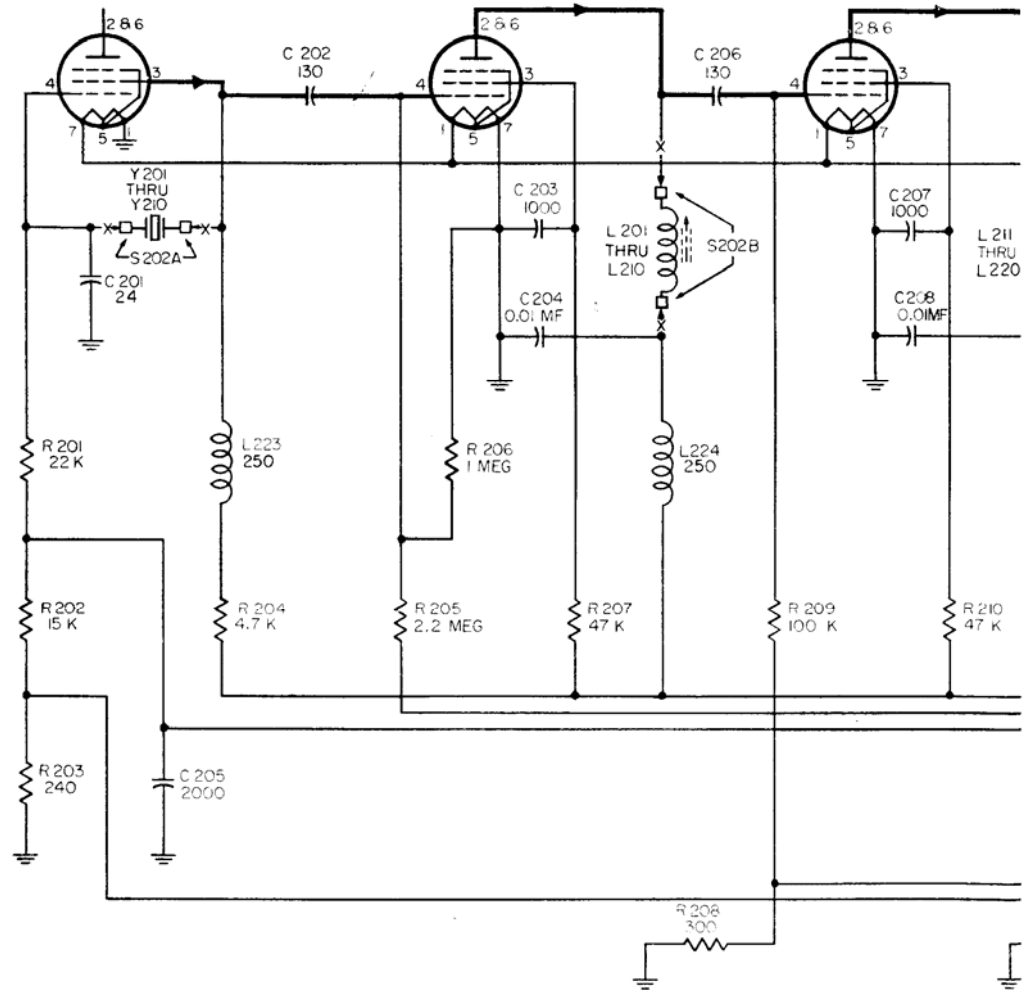 2 & 6
2 & 6
2 & 6
C 202
130
C 206
130
4
3
4
3
4
3
7
5
1
1
5
7
1
5
7
Y 201
THRU
Y 210
S 202A
C 201
24
C 203
1000
C 204
0.01 MF
L 201
THRU
L 210
S202B
C 207
1000
C 208
0.01MF
L 211
THRU
L 220
X
X
X
X
R 201
22 K
L 223
250
R 206
1 MEG
L224
250
R 202
15 K
R 204
4.7 K
R 205
2.2 MEG
R 207
47 K
R 209
100 K
R 210
47 K
R 203
240
C 205
2000
R 208
300